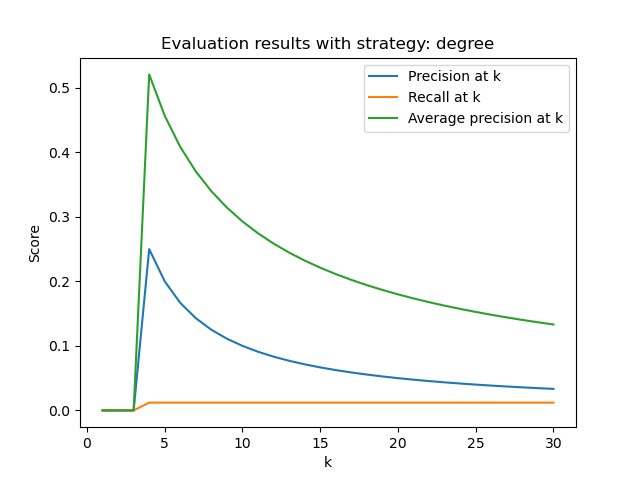 Evaluation results with strategy: degree
Precision at k
Recall at k
Average precision at k
Score
0.5
0.4
0.3
0.2
0.1
0.0
0 5 10 15 20 25 30
k